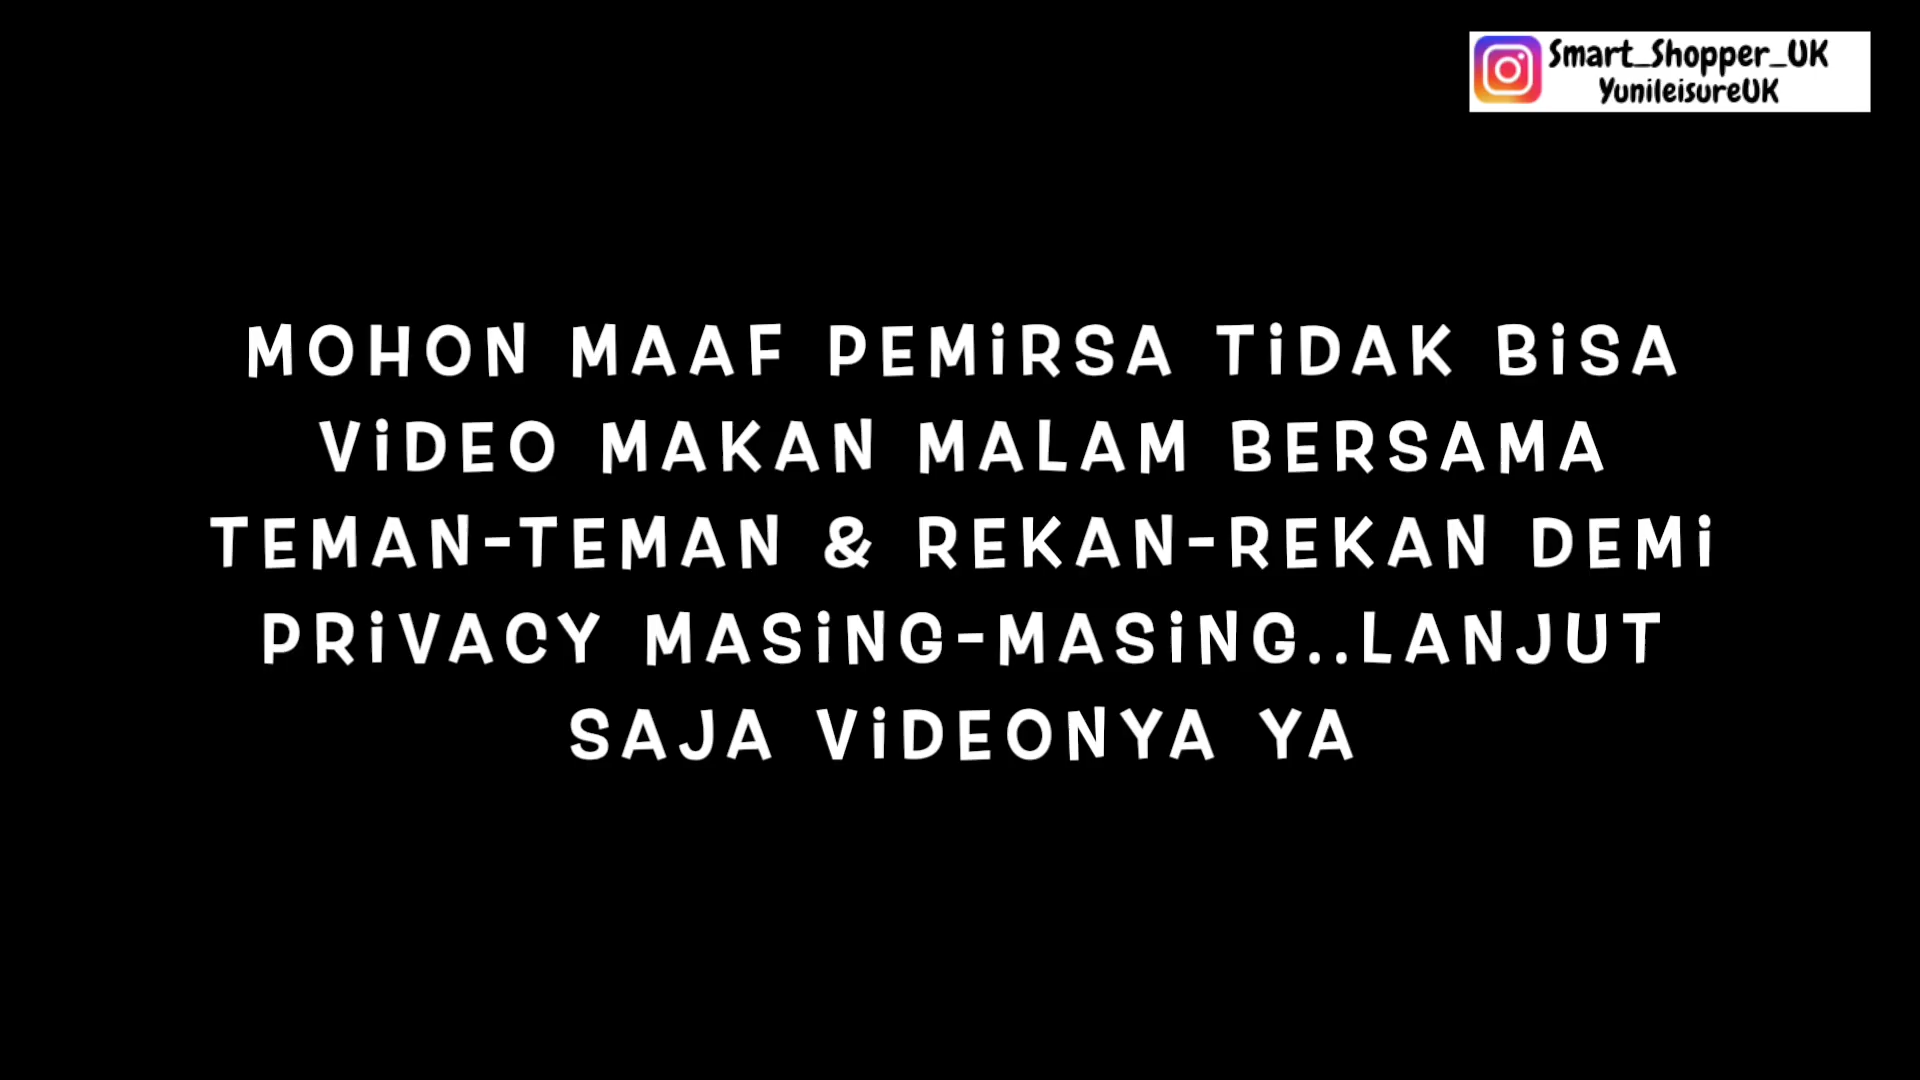 Smart_Shopper_UK
YunileisureUK
MOHON MAAF PEMiRSA TiDAK BiSA
ViDEO MAKAN MALAM BERSAMA
TEMAN-TEMAN & REKAN-REKAN DEMi
PRiVACY MASiNG-MASiNG..LANJUT
SAJA ViDEONYA YA